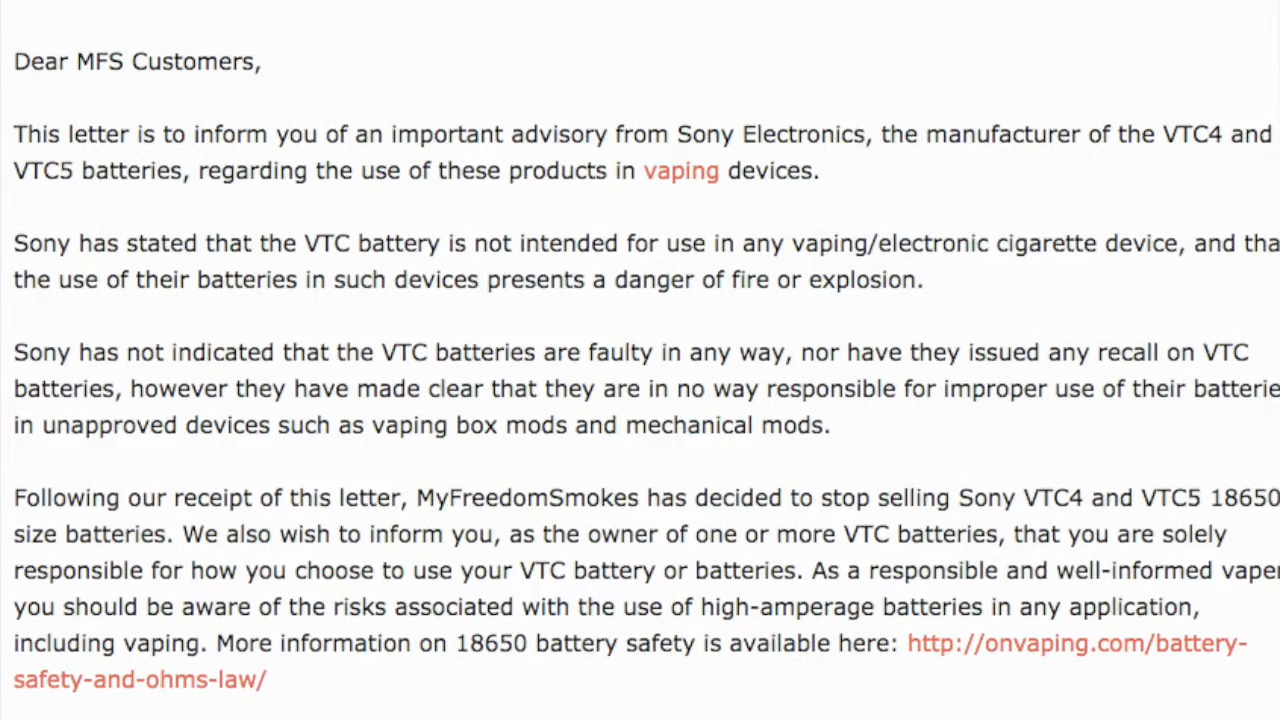 Dear MFS Customers,
This letter is to inform you of an important advisory from Sony Electronics, the manufacturer of the VTC4 and
VTC5 batteries, regarding the use of these products in vaping devices.
Sony has stated that the VTC battery is not intended for use in any vaping/electronic cigarette device, and tha
the use of their batteries in such devices presents a danger of fire or explosion.
Sony has not indicated that the VTC batteries are faulty in any way, nor have they issued any recall on VTC
batteries, however they have made clear that they are in no way responsible for improper use of their batterie
in unapproved devices such as vaping box mods and mechanical mods.
Following our receipt of this letter, MyFreedomSmokes has decided to stop selling Sony VTC4 and VTC5 18650
size batteries. We also wish to inform you, as the owner of one or more VTC batteries, that you are solely
responsible for how you choose to use your VTC battery or batteries. As a responsible and well-informed vaper
you should be aware of the risks associated with the use of high-amperage batteries in any application,
including vaping. More information on 18650 battery safety is available here: http://onvaping.com/battery-
safety-and-ohms-law/